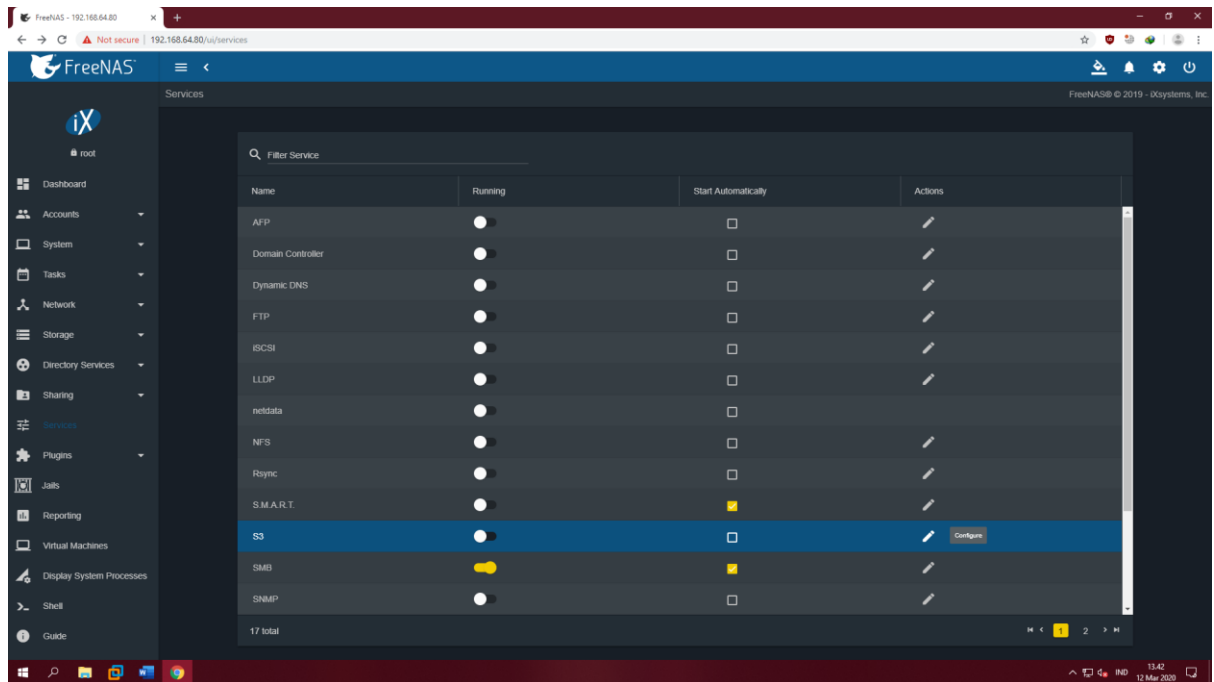 FreeNAS - 192.168.64.80
Not secure | 192.168.64.80/ui/services
FreeNAS
Services
FreeNAS® © 2019 - iXsystems, Inc.
iX
root
Dashboard
Accounts
System
Tasks
Network
Storage
Directory Services
Sharing
Services
Plugins
Jails
Reporting
Virtual Machines
Display System Processes
Shell
Guide
Filter Service
Name Running Start Automatically Actions
AFP
Domain Controller
Dynamic DNS
FTP
iSCSI
LLDP
netdata
NFS
Rsync
S.M.A.R.T.
S3 Configure
SMB
SNMP
17 total 1 2
IND 13.42
12 Mar 2020